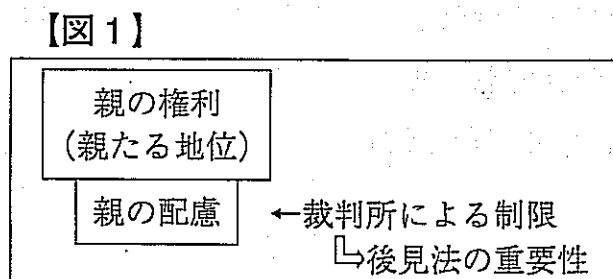 【図1】
親の権利
(親たる地位)
親の配慮
←裁判所による制限
└→後見法の重要性